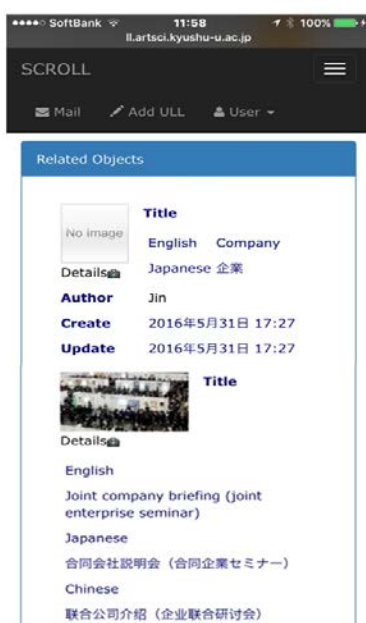 SoftBank 11:58 100%
ll.artsci.kyushu-u.ac.jp
SCROLL
Mail Add ULL User
Related Objects
No image
Title
English Company
Japanese 企業
Details
Author Jin
Create 2016年5月31日 17:27
Update 2016年5月31日 17:27
Title
Details
English
Joint company briefing (joint
enterprise seminar)
Japanese
合同会社説明会（合同企業セミナー）
Chinese
联合公司介绍（企业联合研讨会）